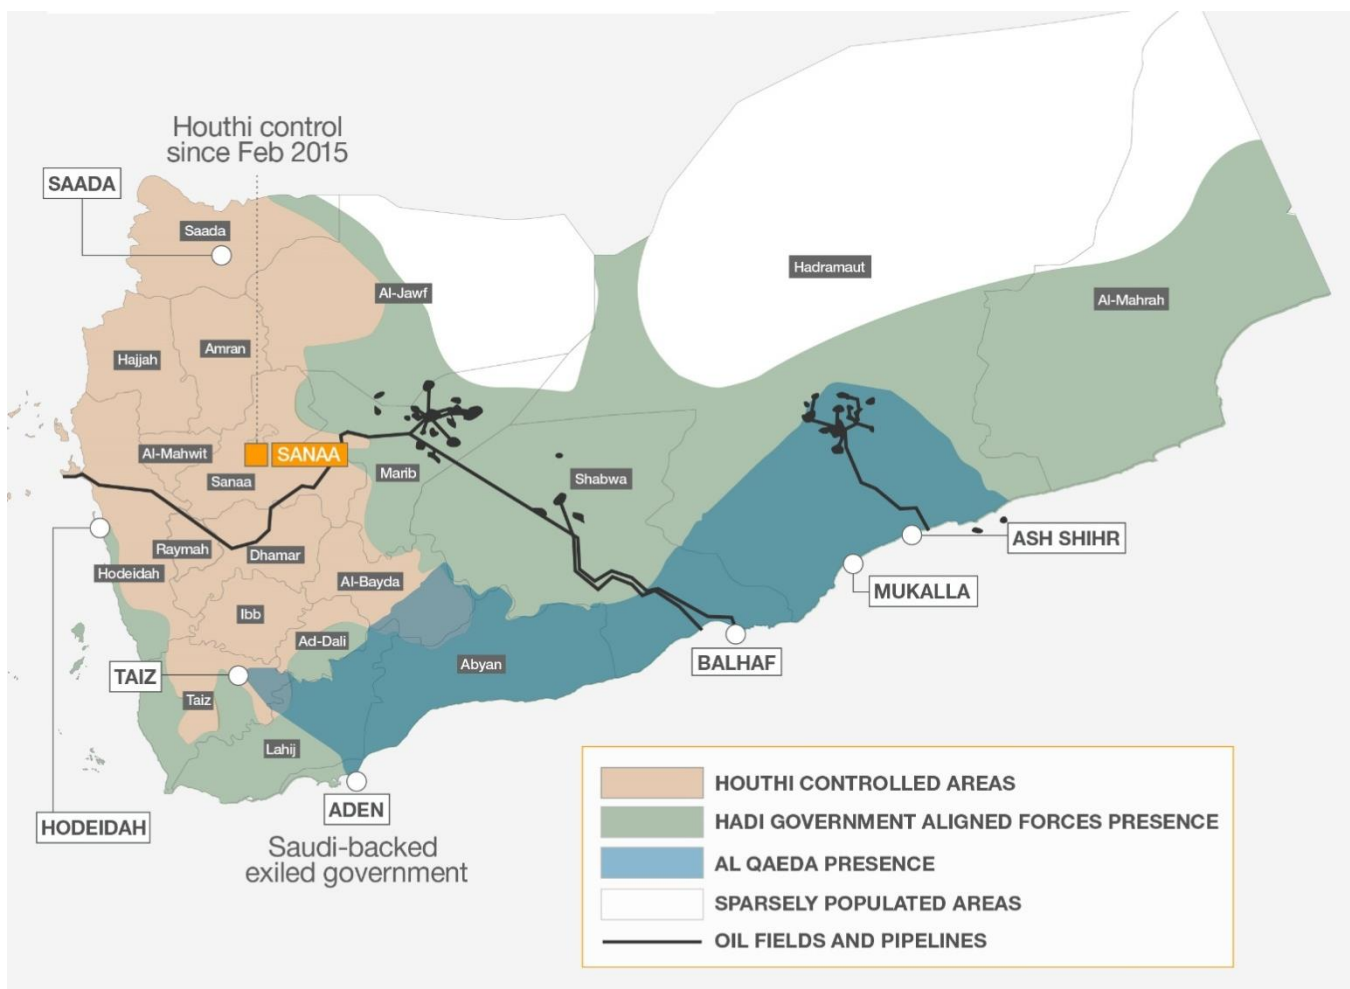 Houthi control
since Feb 2015
SAADA
Saada
Al-Jawf
Hadramaut
Al-Mahrah
Hajjah
Amran
Al-Mahwit
SANAA
Sanaa
Marib
Shabwa
Raymah
Dhamar
Hodeidah
Al-Bayda
ASH SHIHR
MUKALLA
Ibb
Ad-Dali
Abyan
BALHAF
TAIZ
Taiz
Lahij
ADEN
HODEIDAH
Saudi-backed
exiled government
HOUTHI CONTROLLED AREAS
HADI GOVERNMENT ALIGNED FORCES PRESENCE
AL QAEDA PRESENCE
SPARSELY POPULATED AREAS
OIL FIELDS AND PIPELINES